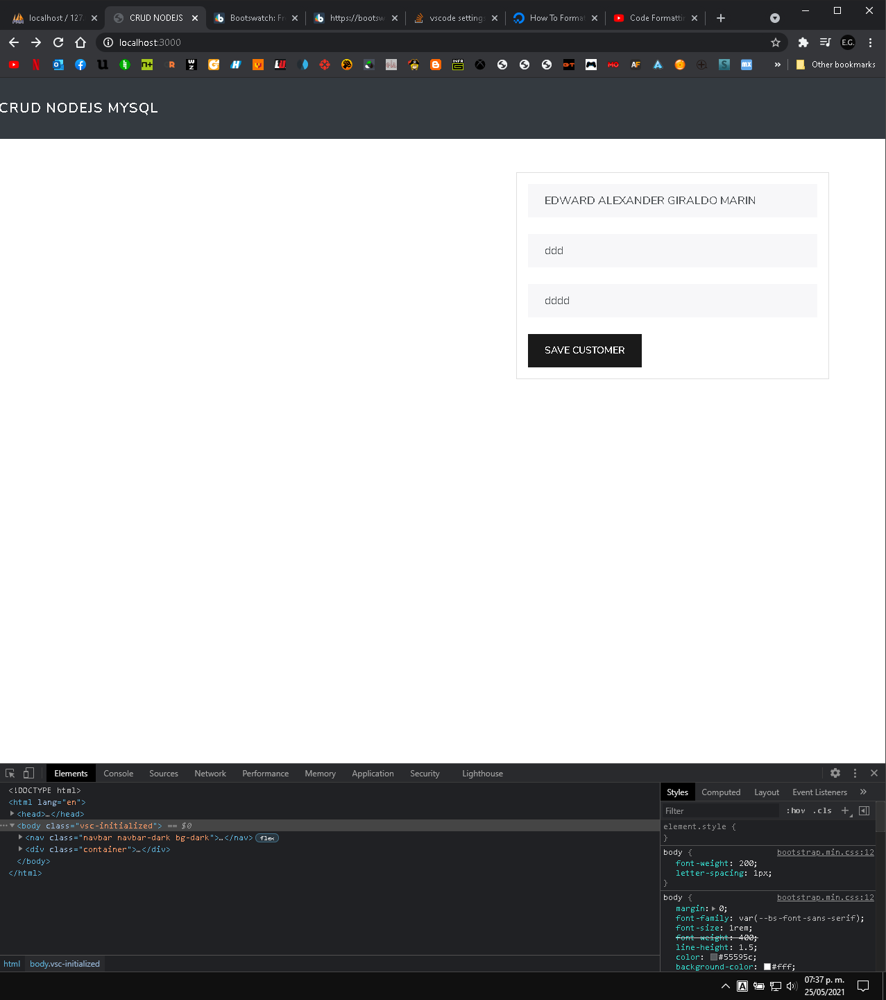 localhost / 127.
CRUD NODEJS
Bootswatch: Fr
https://bootsw
vscode setting
How To Format
Code Formattin
localhost:3000
E.G.
Other bookmarks
CRUD NODEJS MYSQL
EDWARD ALEXANDER GIRALDO MARIN
ddd
dddd
SAVE CUSTOMER
Elements Console Sources Network Performance Memory Application Security Lighthouse
<!DOCTYPE html>
<html lang="en">
<head>…</head>
<body class="vsc-initialized"> == $0
<nav class="navbar navbar-dark bg-dark">…</nav> flex
<div class="container">…</div>
</body>
</html>
html body.vsc-initialized
Styles Computed Layout Event Listeners »
Filter :hov .cls +
element.style {
}
body { bootstrap.min.css:12
font-weight: 200;
letter-spacing: 1px;
}
body { bootstrap.min.css:12
margin: 0;
font-family: var(--bs-font-sans-serif);
font-size: 1rem;
font-weight: 400;
line-height: 1.5;
color: #55595c;
background-color: #fff;
A
07:37 p. m.
25/05/2021